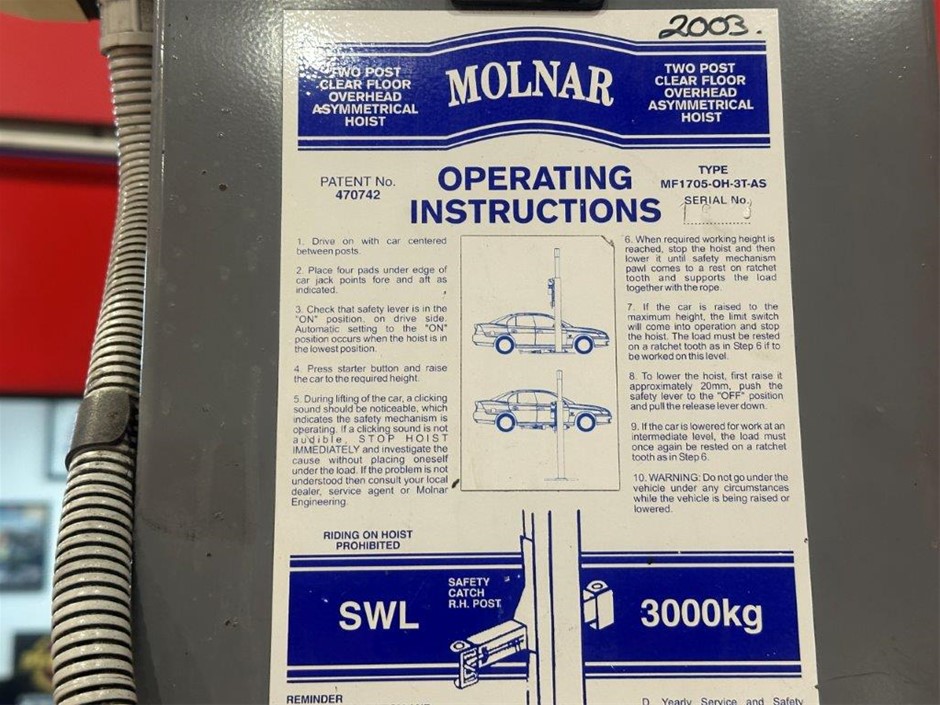 2003.
TWO POST
CLEAR FLOOR
OVERHEAD
ASYMMETRICAL
HOIST
MOLNAR
TWO POST
CLEAR FLOOR
OVERHEAD
ASYMMETRICAL
HOIST
PATENT No.
470742
OPERATING
INSTRUCTIONS
TYPE
MF1705-OH-3T-AS
SERIAL No.
1. Drive on with car centered
between posts.
2. Place four pads under edge of
car jack points fore and aft as
indicated.
3. Check that safety lever is in the
"ON" position, on drive side.
Automatic setting to the "ON"
position occurs when the hoist is in
the lowest position.
4. Press starter button and raise
the car to the required height.
5. During lifting of the car, a clicking
sound should be noticeable, which
indicates the safety mechanism is
operating. If a clicking sound is not
audible, STOP HOIST
IMMEDIATELY and investigate the
cause without placing oneself
under the load. If the problem is not
understood then consult your local
dealer, service agent or Molnar
Engineering.
6. When required working height is
reached, stop the hoist and then
lower it until safety mechanism
pawl comes to a rest on ratchet
tooth and supports the load
together with the rope.
7. If the car is raised to the
maximum height, the limit switch
will come into operation and stop
the hoist. The load must be rested
on a ratchet tooth as in Step 6 if to
be worked on this level.
8. To lower the hoist, first raise it
approximately 20mm, push the
safety lever to the "OFF" position
and pull the release lever down.
9. If the car is lowered for work at an
intermediate level, the load must
once again be rested on a ratchet
tooth as in Step 6.
10. WARNING: Do not go under the
vehicle under any circumstances
while the vehicle is being raised or
lowered.
RIDING ON HOIST
PROHIBITED
SWL
SAFETY
CATCH
R.H. POST
3000kg
REMINDER
D. Yearly Service and Safety